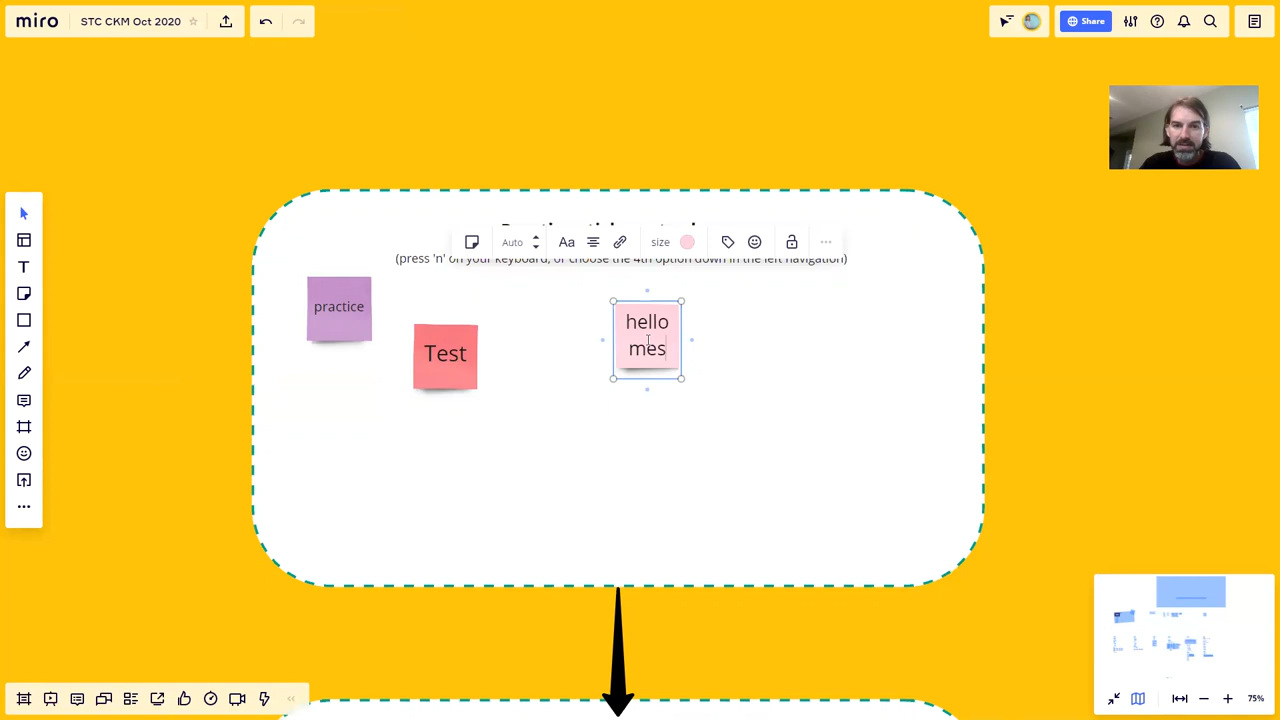 miro
STC CKM Oct 2020
Share
Auto
Aa
size
(press 'n' on your keyboard, or choose the 4th option down in the left navigation)
practice
Test
hello
mes
75%